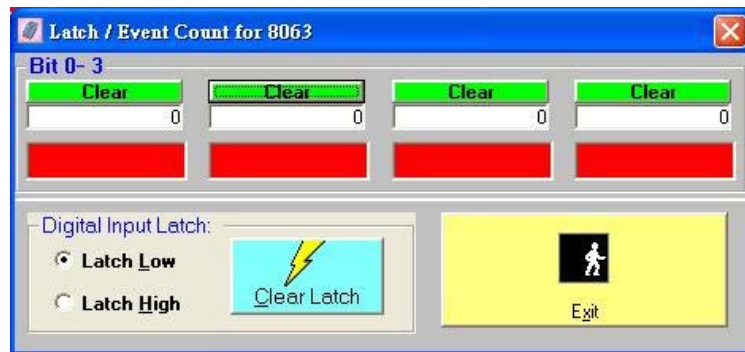 Latch / Event Count for 8063
Bit 0- 3
Clear Clear Clear Clear
0 0 0 0
Digital Input Latch:
Latch Low
Latch High
Clear Latch
Exit